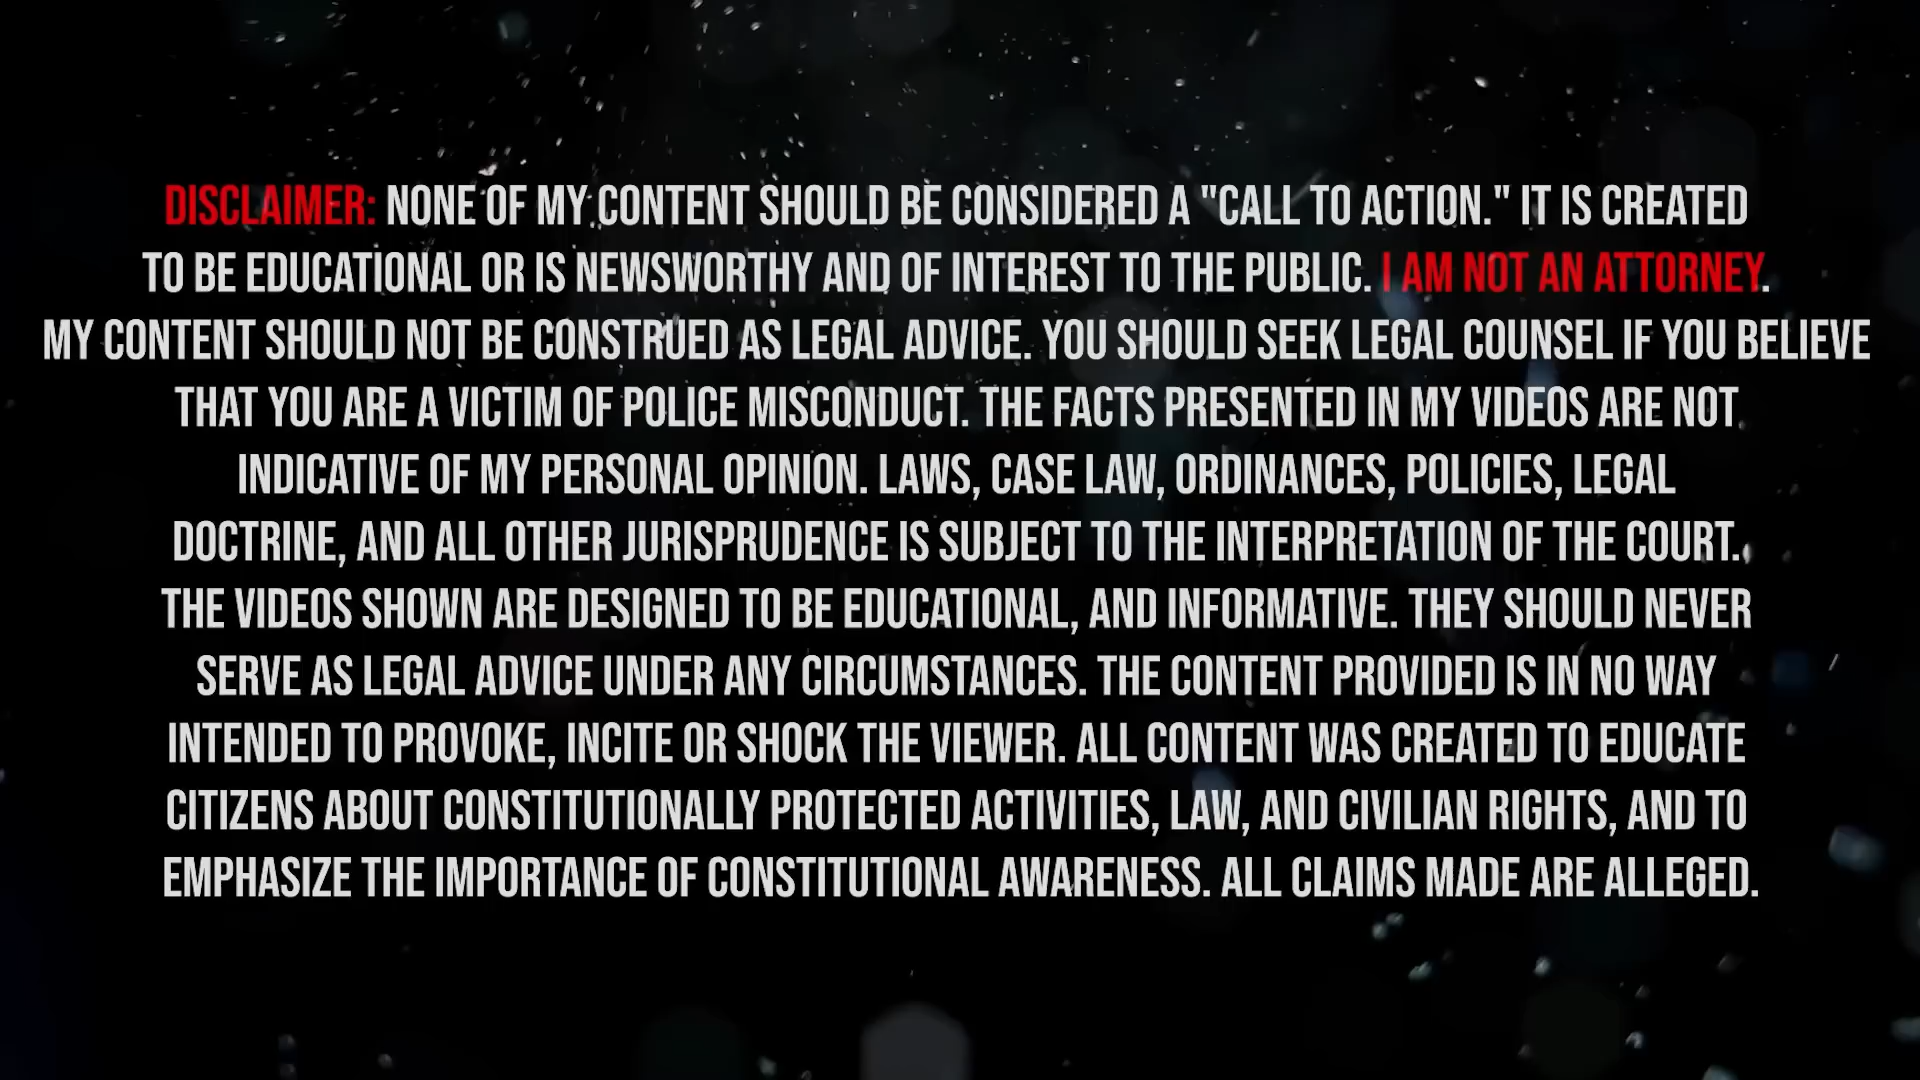 DISCLAIMER: NONE OF MY CONTENT SHOULD BE CONSIDERED A "CALL TO ACTION." IT IS CREATED
TO BE EDUCATIONAL OR IS NEWSWORTHY AND OF INTEREST TO THE PUBLIC. I AM NOT AN ATTORNEY.
MY CONTENT SHOULD NOT BE CONSTRUED AS LEGAL ADVICE. YOU SHOULD SEEK LEGAL COUNSEL IF YOU BELIEVE
THAT YOU ARE A VICTIM OF POLICE MISCONDUCT. THE FACTS PRESENTED IN MY VIDEOS ARE NOT
INDICATIVE OF MY PERSONAL OPINION. LAWS, CASE LAW, ORDINANCES, POLICIES, LEGAL
DOCTRINE, AND ALL OTHER JURISPRUDENCE IS SUBJECT TO THE INTERPRETATION OF THE COURT.
THE VIDEOS SHOWN ARE DESIGNED TO BE EDUCATIONAL, AND INFORMATIVE. THEY SHOULD NEVER
SERVE AS LEGAL ADVICE UNDER ANY CIRCUMSTANCES. THE CONTENT PROVIDED IS IN NO WAY
INTENDED TO PROVOKE, INCITE OR SHOCK THE VIEWER. ALL CONTENT WAS CREATED TO EDUCATE
CITIZENS ABOUT CONSTITUTIONALLY PROTECTED ACTIVITIES, LAW, AND CIVILIAN RIGHTS, AND TO
EMPHASIZE THE IMPORTANCE OF CONSTITUTIONAL AWARENESS. ALL CLAIMS MADE ARE ALLEGED.